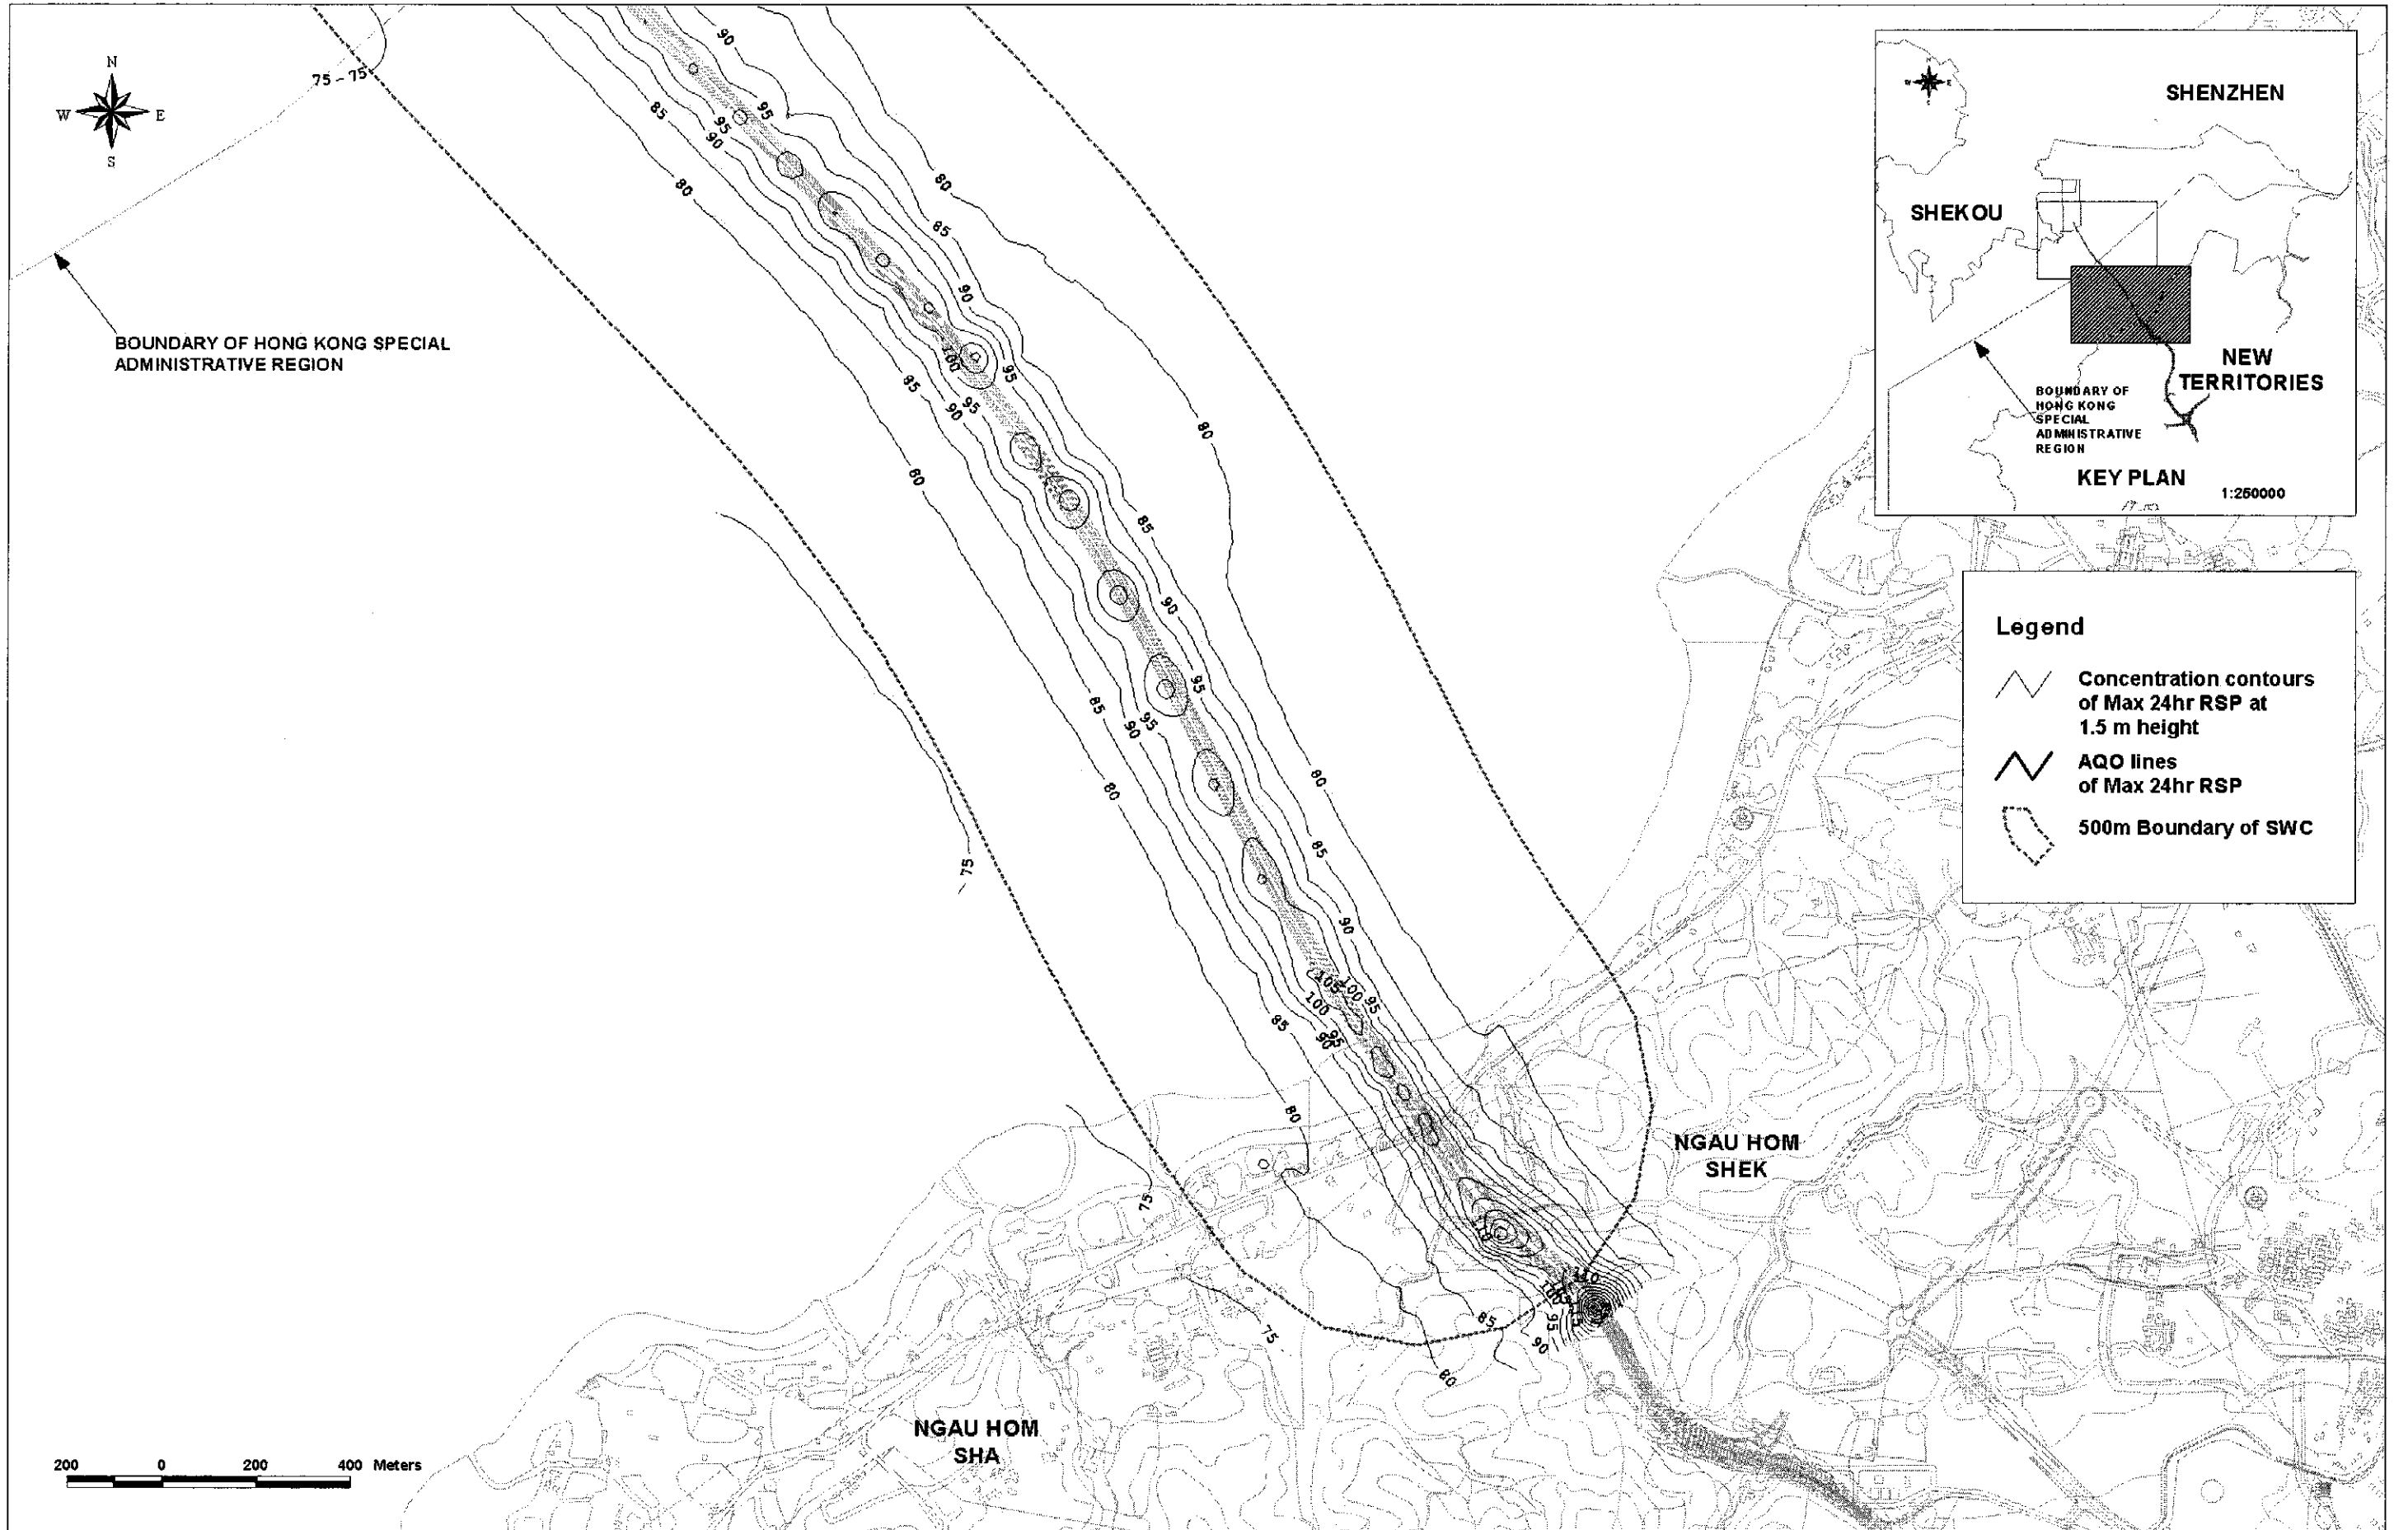 N
W E
S
75 - 75
BOUNDARY OF HONG KONG SPECIAL
ADMINISTRATIVE REGION
90
95
85
95
90
80
80
85
90
100
95
85
95
90
80
80
85
90
95
85
95
90
80
80
85
75
90
105
100
95
100
85
95
90
80
75
75
85
95
90
80
110
100
NGAU HOM
SHEK
NGAU HOM
SHA
200 0 200 400 Meters
SHENZHEN
SHEKOU
NEW
TERRITORIES
BOUNDARY OF
HONG KONG
SPECIAL
ADMINISTRATIVE
REGION
KEY PLAN
1:250000
Legend
Concentration contours
of Max 24hr RSP at
1.5 m height
AQO lines
of Max 24hr RSP
500m Boundary of SWC